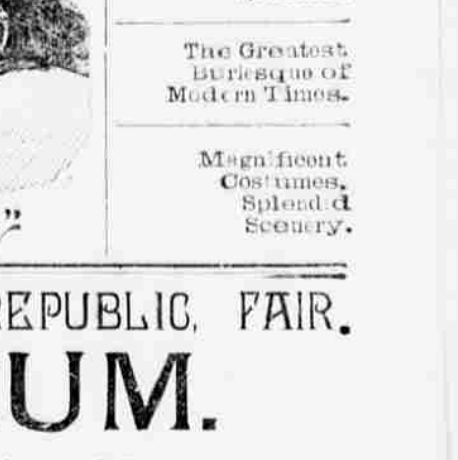 The Greatest
Burlesque of
Modern Times.
Magnificent
Costumes,
Splendid
Scenery.
”
REPUBLIC, FAIR.
UM.